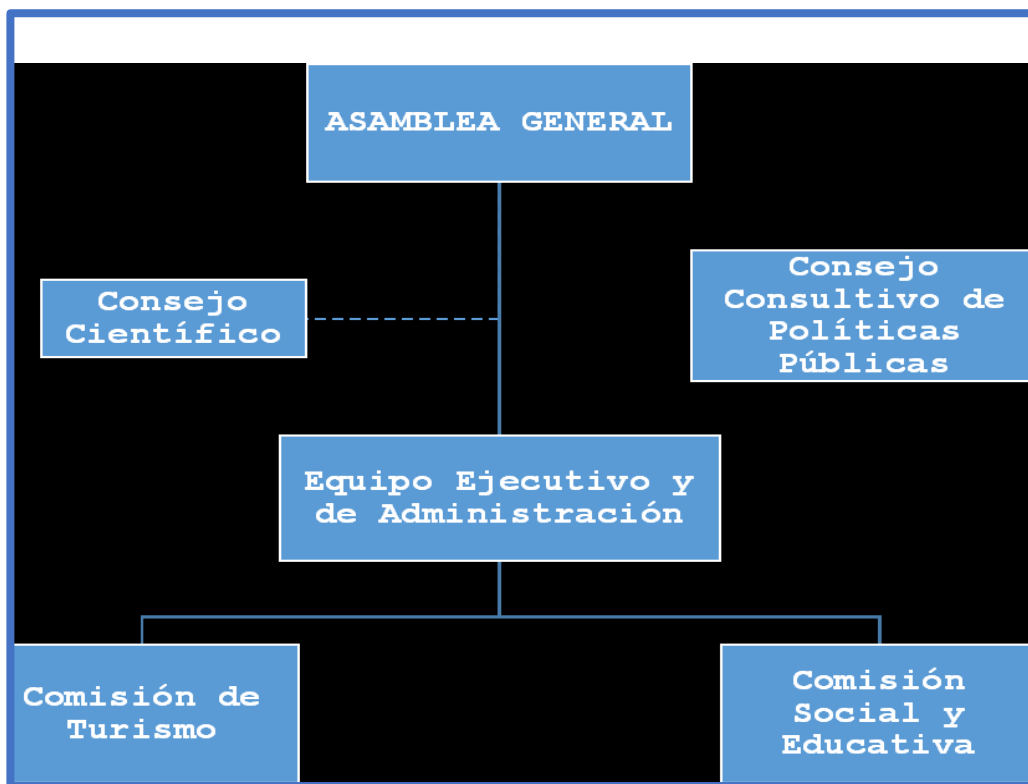 ASAMBLEA GENERAL
Consejo
Científico
Consejo
Consultivo de
Políticas
Públicas
Equipo Ejecutivo y
de Administración
Comisión de
Turismo
Comisión
Social y
Educativa